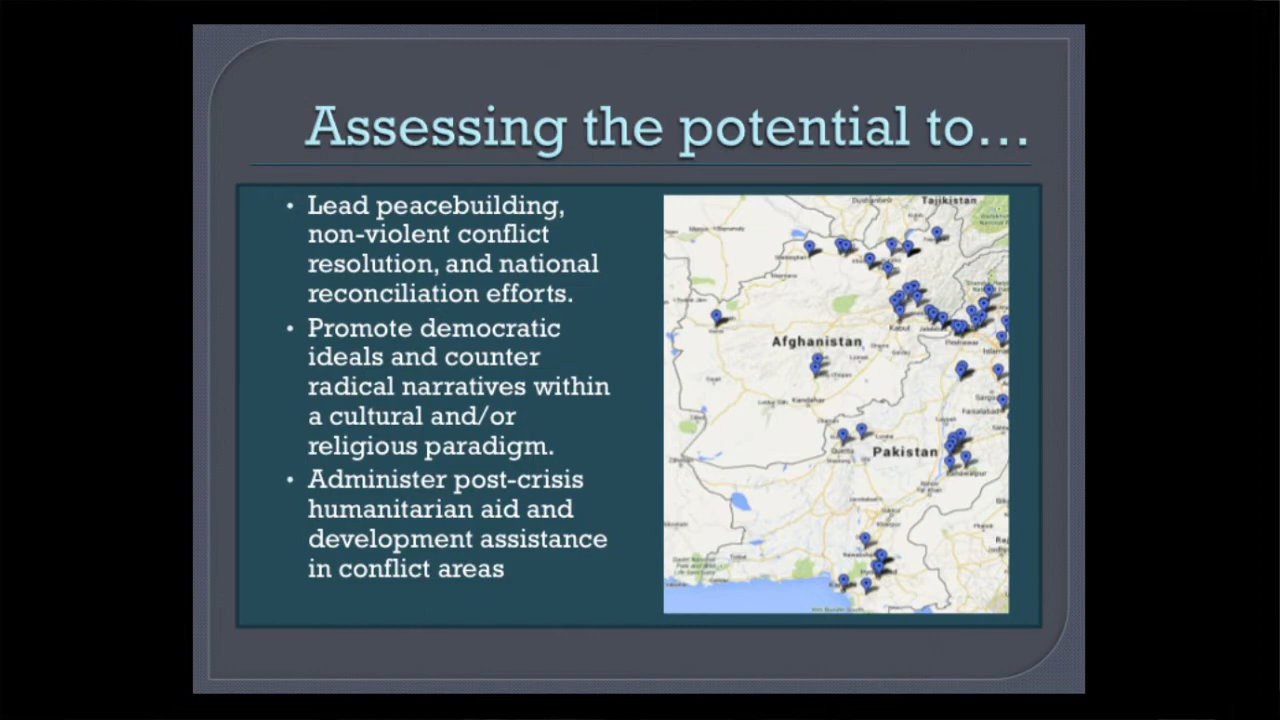 Assessing the potential to...
• Lead peacebuilding,
non-violent conflict
resolution, and national
reconciliation efforts.
• Promote democratic
ideals and counter
radical narratives within
a cultural and/or
religious paradigm.
• Administer post-crisis
humanitarian aid and
development assistance
in conflict areas
Tajikistan
Kabul
Peshawar
Afghanistan
Kandahar
Quetta
Pakistan
Bahawalpur